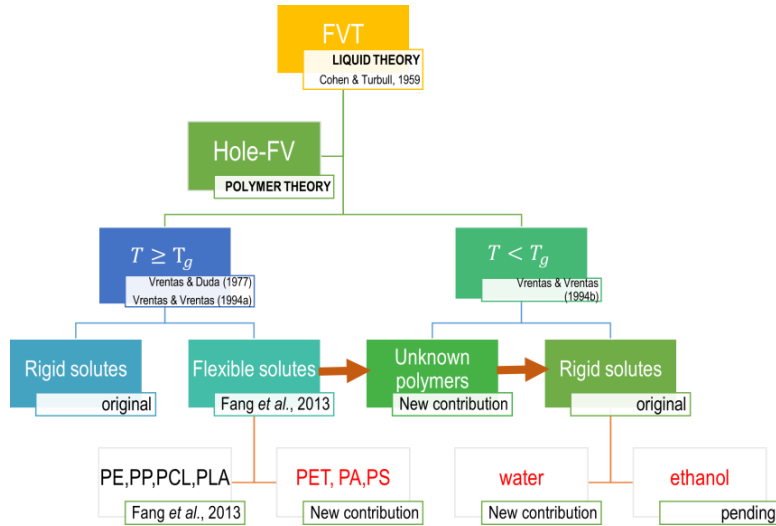 FVT
LIQUID THEORY
Cohen & Turbull, 1959
Hole-FV
POLYMER THEORY
T ≥ Tg
Vrentas & Duda (1977)
Vrentas & Vrentas (1994a)
T < Tg
Vrentas & Vrentas
(1994b)
Rigid solutes
original
Flexible solutes
Fang et al., 2013
Unknown
polymers
New contribution
Rigid solutes
original
PE,PP,PCL,PLA
Fang et al., 2013
PET, PA,PS
New contribution
water
New contribution
ethanol
pending